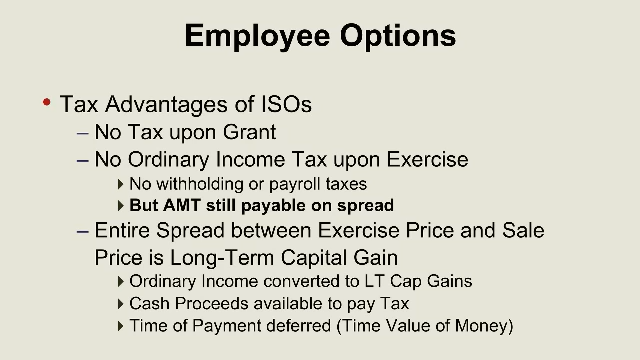 Employee Options
• Tax Advantages of ISOs
– No Tax upon Grant
– No Ordinary Income Tax upon Exercise
No withholding or payroll taxes
But AMT still payable on spread
– Entire Spread between Exercise Price and Sale
Price is Long-Term Capital Gain
Ordinary Income converted to LT Cap Gains
Cash Proceeds available to pay Tax
Time of Payment deferred (Time Value of Money)